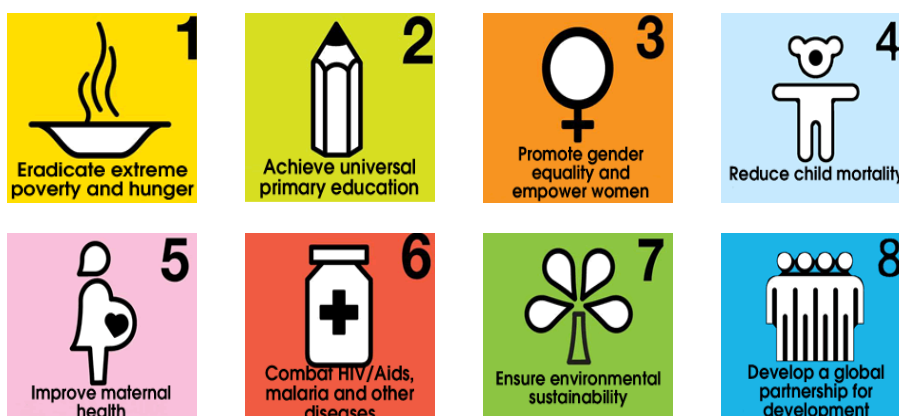 1
Eradicate extreme
poverty and hunger
2
Achieve universal
primary education
3
Promote gender
equality and
empower women
4
Reduce child mortality
5
Improve maternal
health
6
Combat HIV/Aids,
malaria and other
diseases
7
Ensure environmental
sustainability
8
Develop a global
partnership for
development